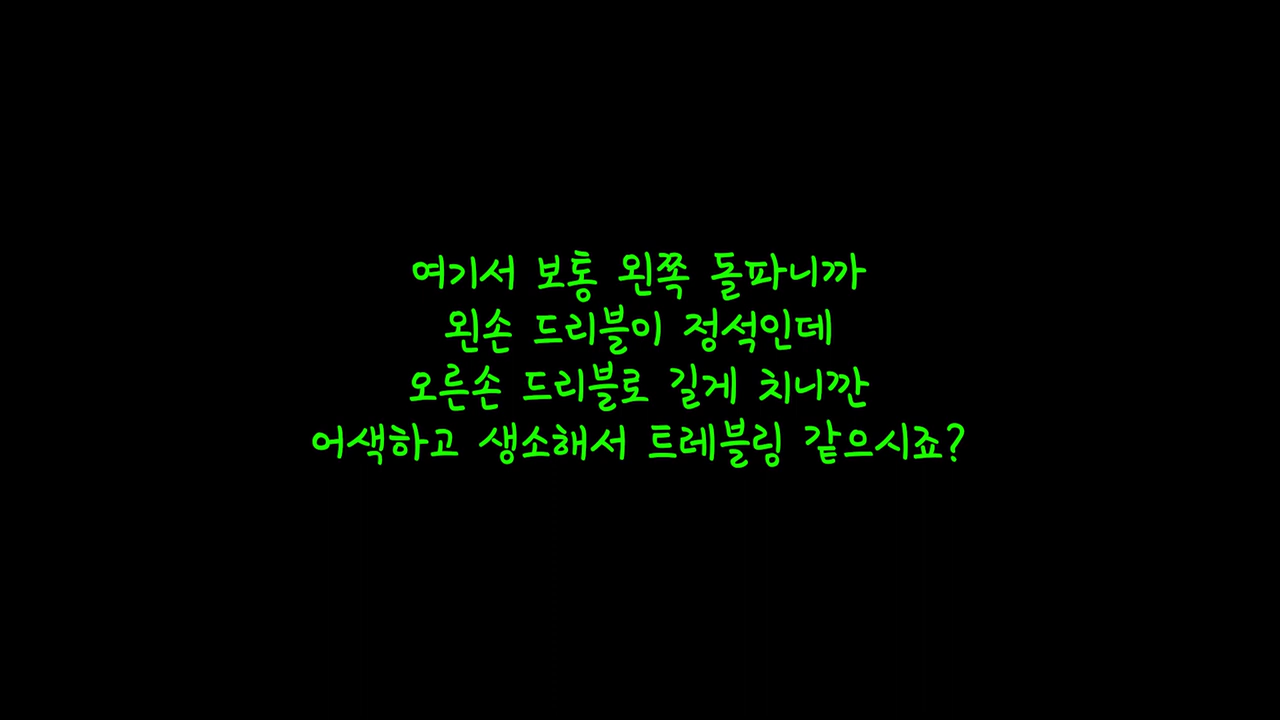 여기서 보통 왼쪽 돌파니까
왼손 드리블이 정석인데
오른손 드리블로 길게 치니깐
어색하고 생소해서 트레블링 같으시죠?